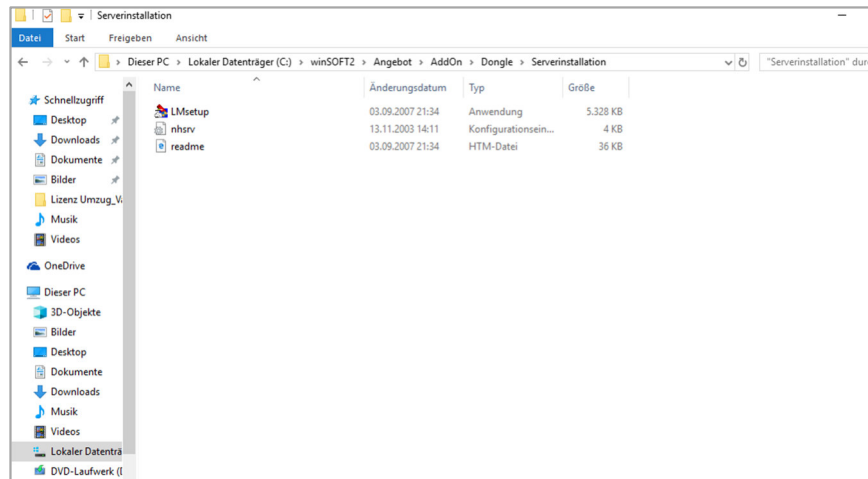 Serverinstallation
Datei Start Freigeben Ansicht
Dieser PC > Lokaler Datenträger (C:) > winSOFT2 > Angebot > AddOn > Dongle > Serverinstallation "Serverinstallation" dur
Name Änderungsdatum Typ Größe
Schnellzugriff
LMsetup 03.09.2007 21:34 Anwendung 5.328 KB
Desktop
nhsrv 13.11.2003 14:11 Konfigurationsein... 4 KB
Downloads
readme 03.09.2007 21:34 HTM-Datei 36 KB
Dokumente
Bilder
Lizenz Umzug_V
Musik
Videos
OneDrive
Dieser PC
3D-Objekte
Bilder
Desktop
Dokumente
Downloads
Musik
Videos
Lokaler Datenträ
DVD-Laufwerk (